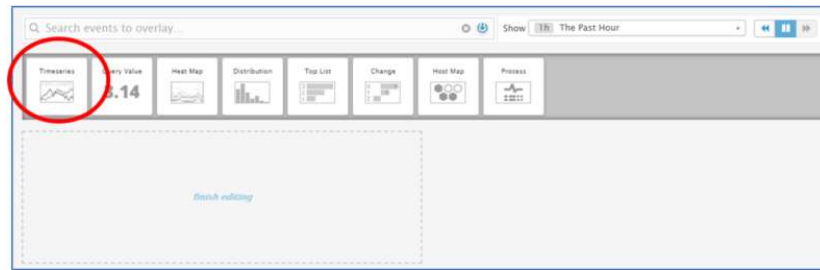 Search events to overlay...
Show 1h The Past Hour
Timeseries Query Value Heat Map Distribution Top List Change Host Map Process
3.14
finish editing